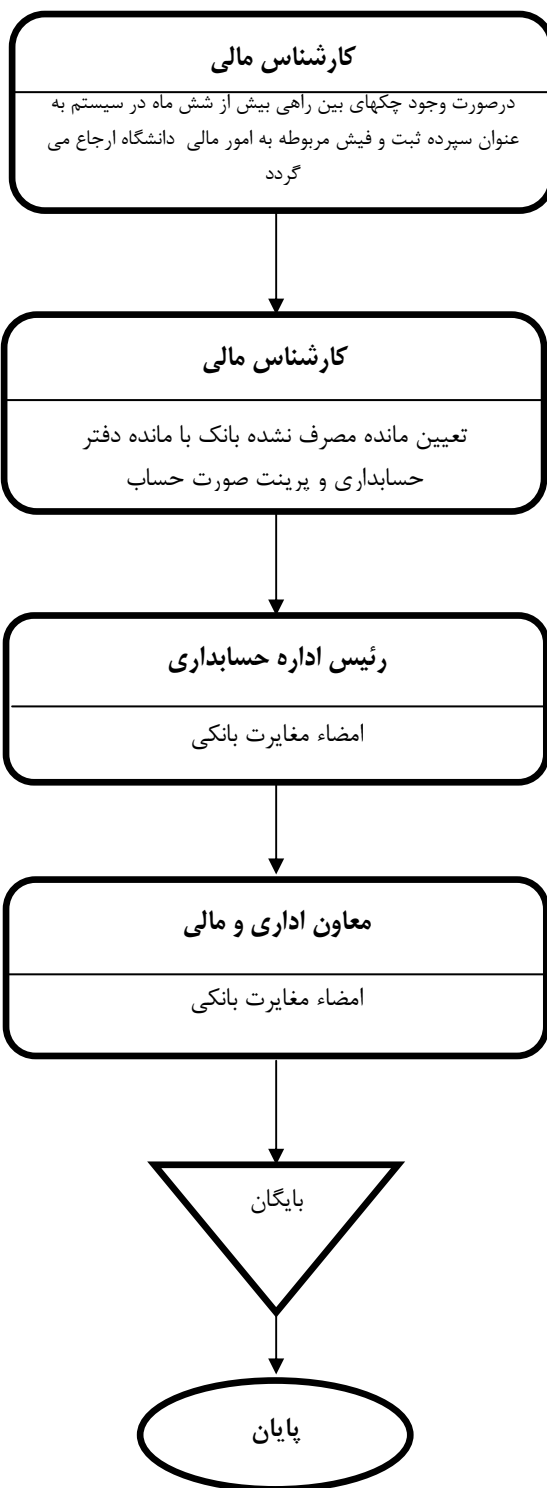 کارشناس مالی
درصورت وجود چکهای بین راهی بیش از شش ماه در سیستم به
عنوان سپرده ثبت و فیش مربوطه به امور مالی دانشگاه ارجاع می
گردد
کارشناس مالی
تعیین مانده مصرف نشده بانک با مانده دفتر
حسابداری و پرینت صورت حساب
رئیس اداره حسابداری
امضاء مغایرت بانکی
معاون اداری و مالی
امضاء مغایرت بانکی
بایگان
پایان